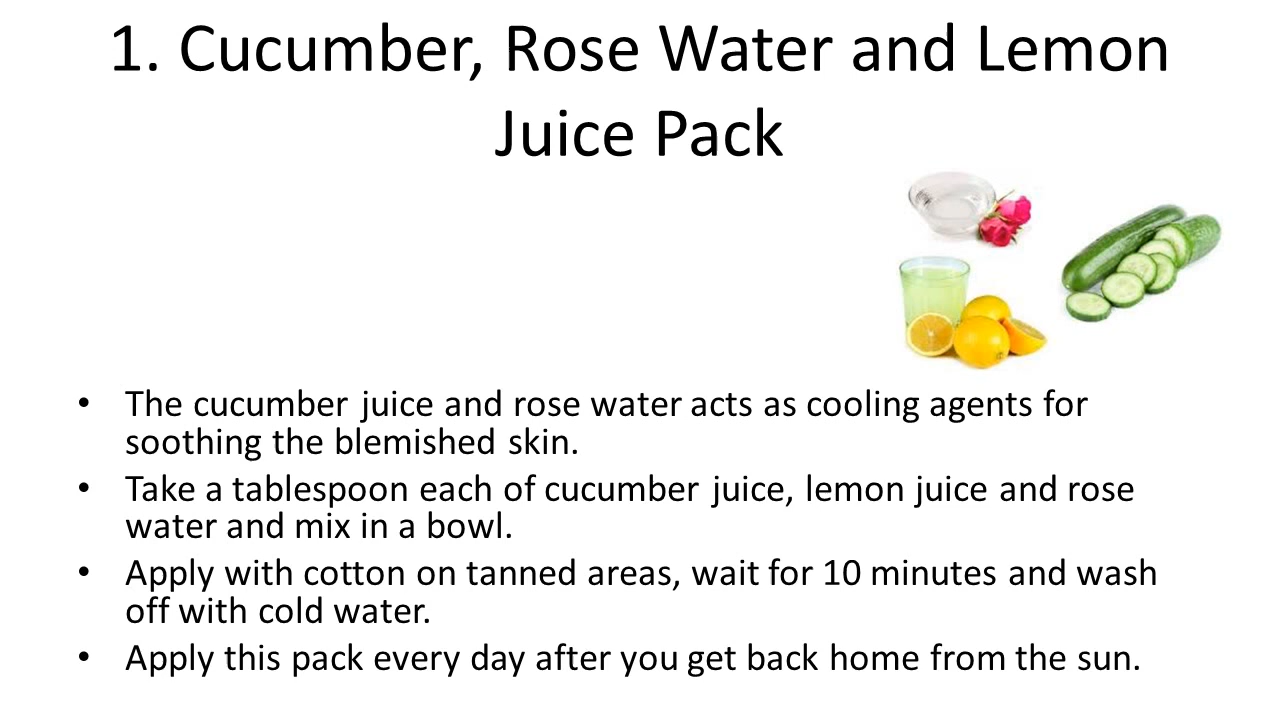 1. Cucumber, Rose Water and Lemon
Juice Pack
• The cucumber juice and rose water acts as cooling agents for
soothing the blemished skin.
• Take a tablespoon each of cucumber juice, lemon juice and rose
water and mix in a bowl.
• Apply with cotton on tanned areas, wait for 10 minutes and wash
off with cold water.
• Apply this pack every day after you get back home from the sun.